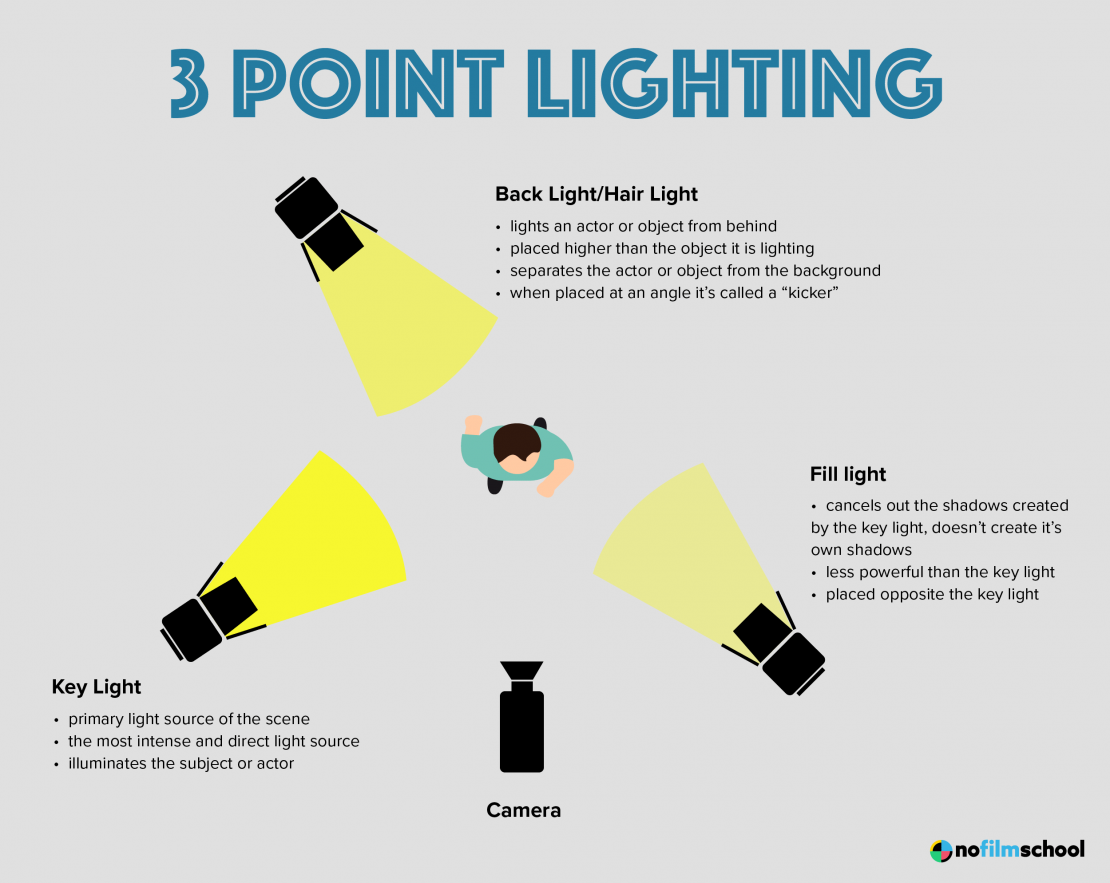 3 POINT LIGHTING
Back Light/Hair Light
• lights an actor or object from behind
• placed higher than the object it is lighting
• separates the actor or object from the background
• when placed at an angle it’s called a “kicker”
Fill light
• cancels out the shadows created
by the key light, doesn’t create it’s
own shadows
• less powerful than the key light
• placed opposite the key light
Key Light
• primary light source of the scene
• the most intense and direct light source
• illuminates the subject or actor
Camera
nofilmschool